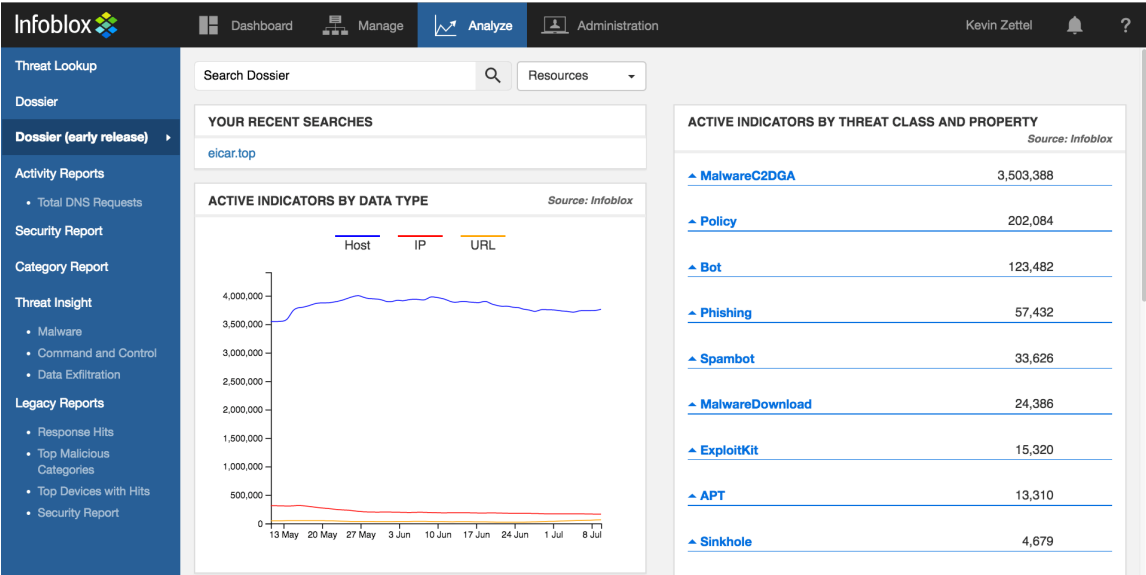 Infoblox
Dashboard
Manage
Analyze
Administration
Kevin Zettel
?
Threat Lookup
Dossier
Dossier (early release)
Activity Reports
Total DNS Requests
Security Report
Category Report
Threat Insight
Malware
Command and Control
Data Exfiltration
Legacy Reports
Response Hits
Top Malicious
Categories
Top Devices with Hits
Security Report
Search Dossier
Resources
YOUR RECENT SEARCHES
eicar.top
ACTIVE INDICATORS BY DATA TYPE
Source: Infoblox
Host IP URL
4,000,000
3,500,000
3,000,000
2,500,000
2,000,000
1,500,000
1,000,000
500,000
0
13 May 20 May 27 May 3 Jun 10 Jun 17 Jun 24 Jun 1 Jul 8 Jul
ACTIVE INDICATORS BY THREAT CLASS AND PROPERTY
Source: Infoblox
MalwareC2DGA 3,503,388
Policy 202,084
Bot 123,482
Phishing 57,432
Spambot 33,626
MalwareDownload 24,386
ExploitKit 15,320
APT 13,310
Sinkhole 4,679